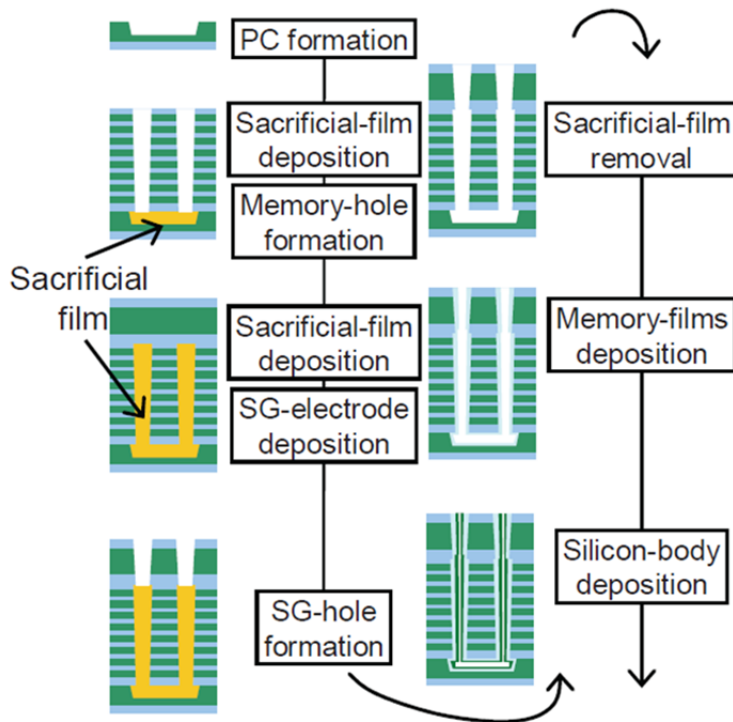 PC formation
Sacrificial-film
deposition
Memory-hole
formation
Sacrificial
film
Sacrificial-film
deposition
SG-electrode
deposition
SG-hole
formation
Sacrificial-film
removal
Memory-films
deposition
Silicon-body
deposition